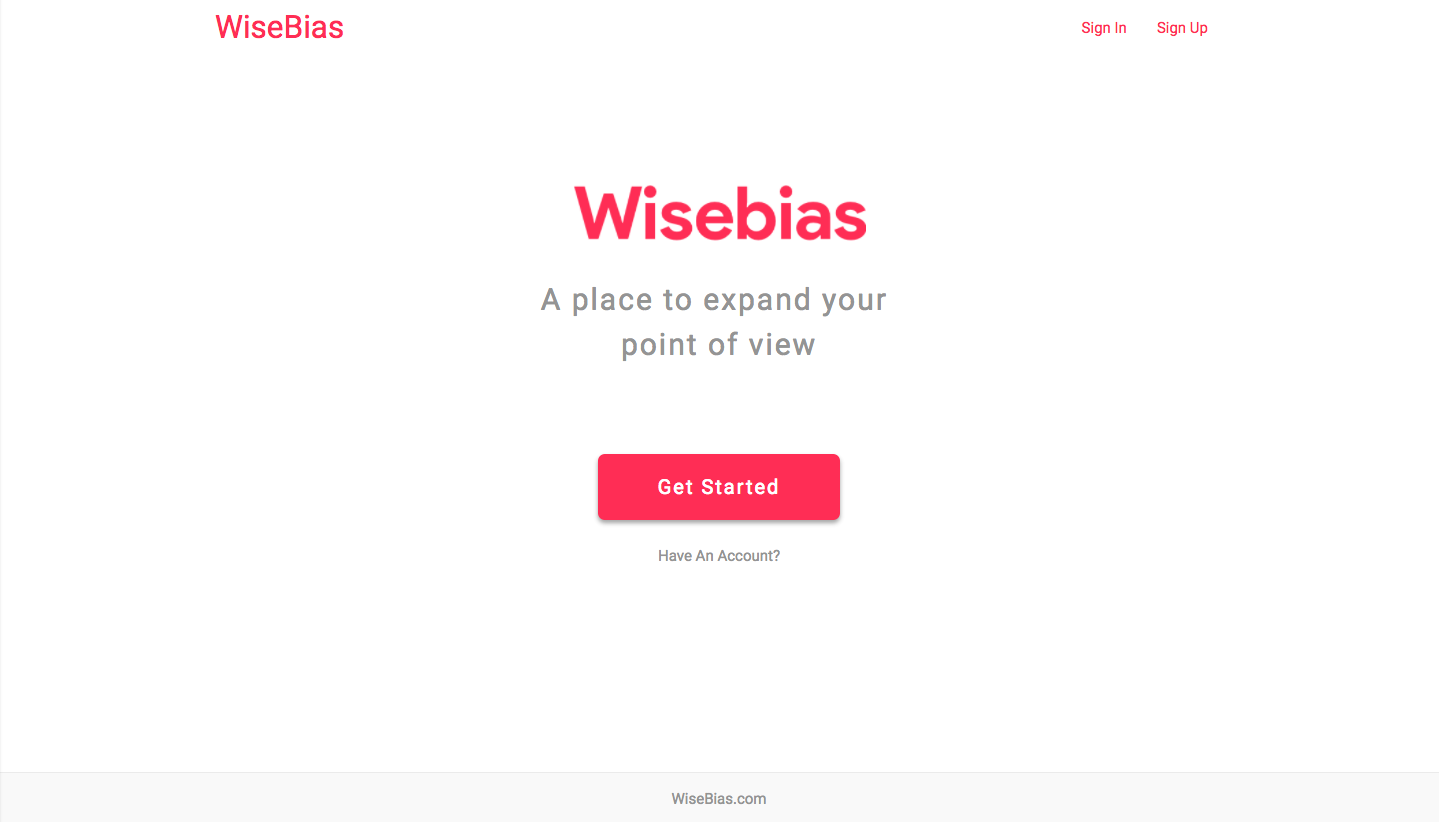 WiseBias
Sign In
Sign Up
Wisebias
A place to expand your
point of view
Get Started
Have An Account?
WiseBias.com